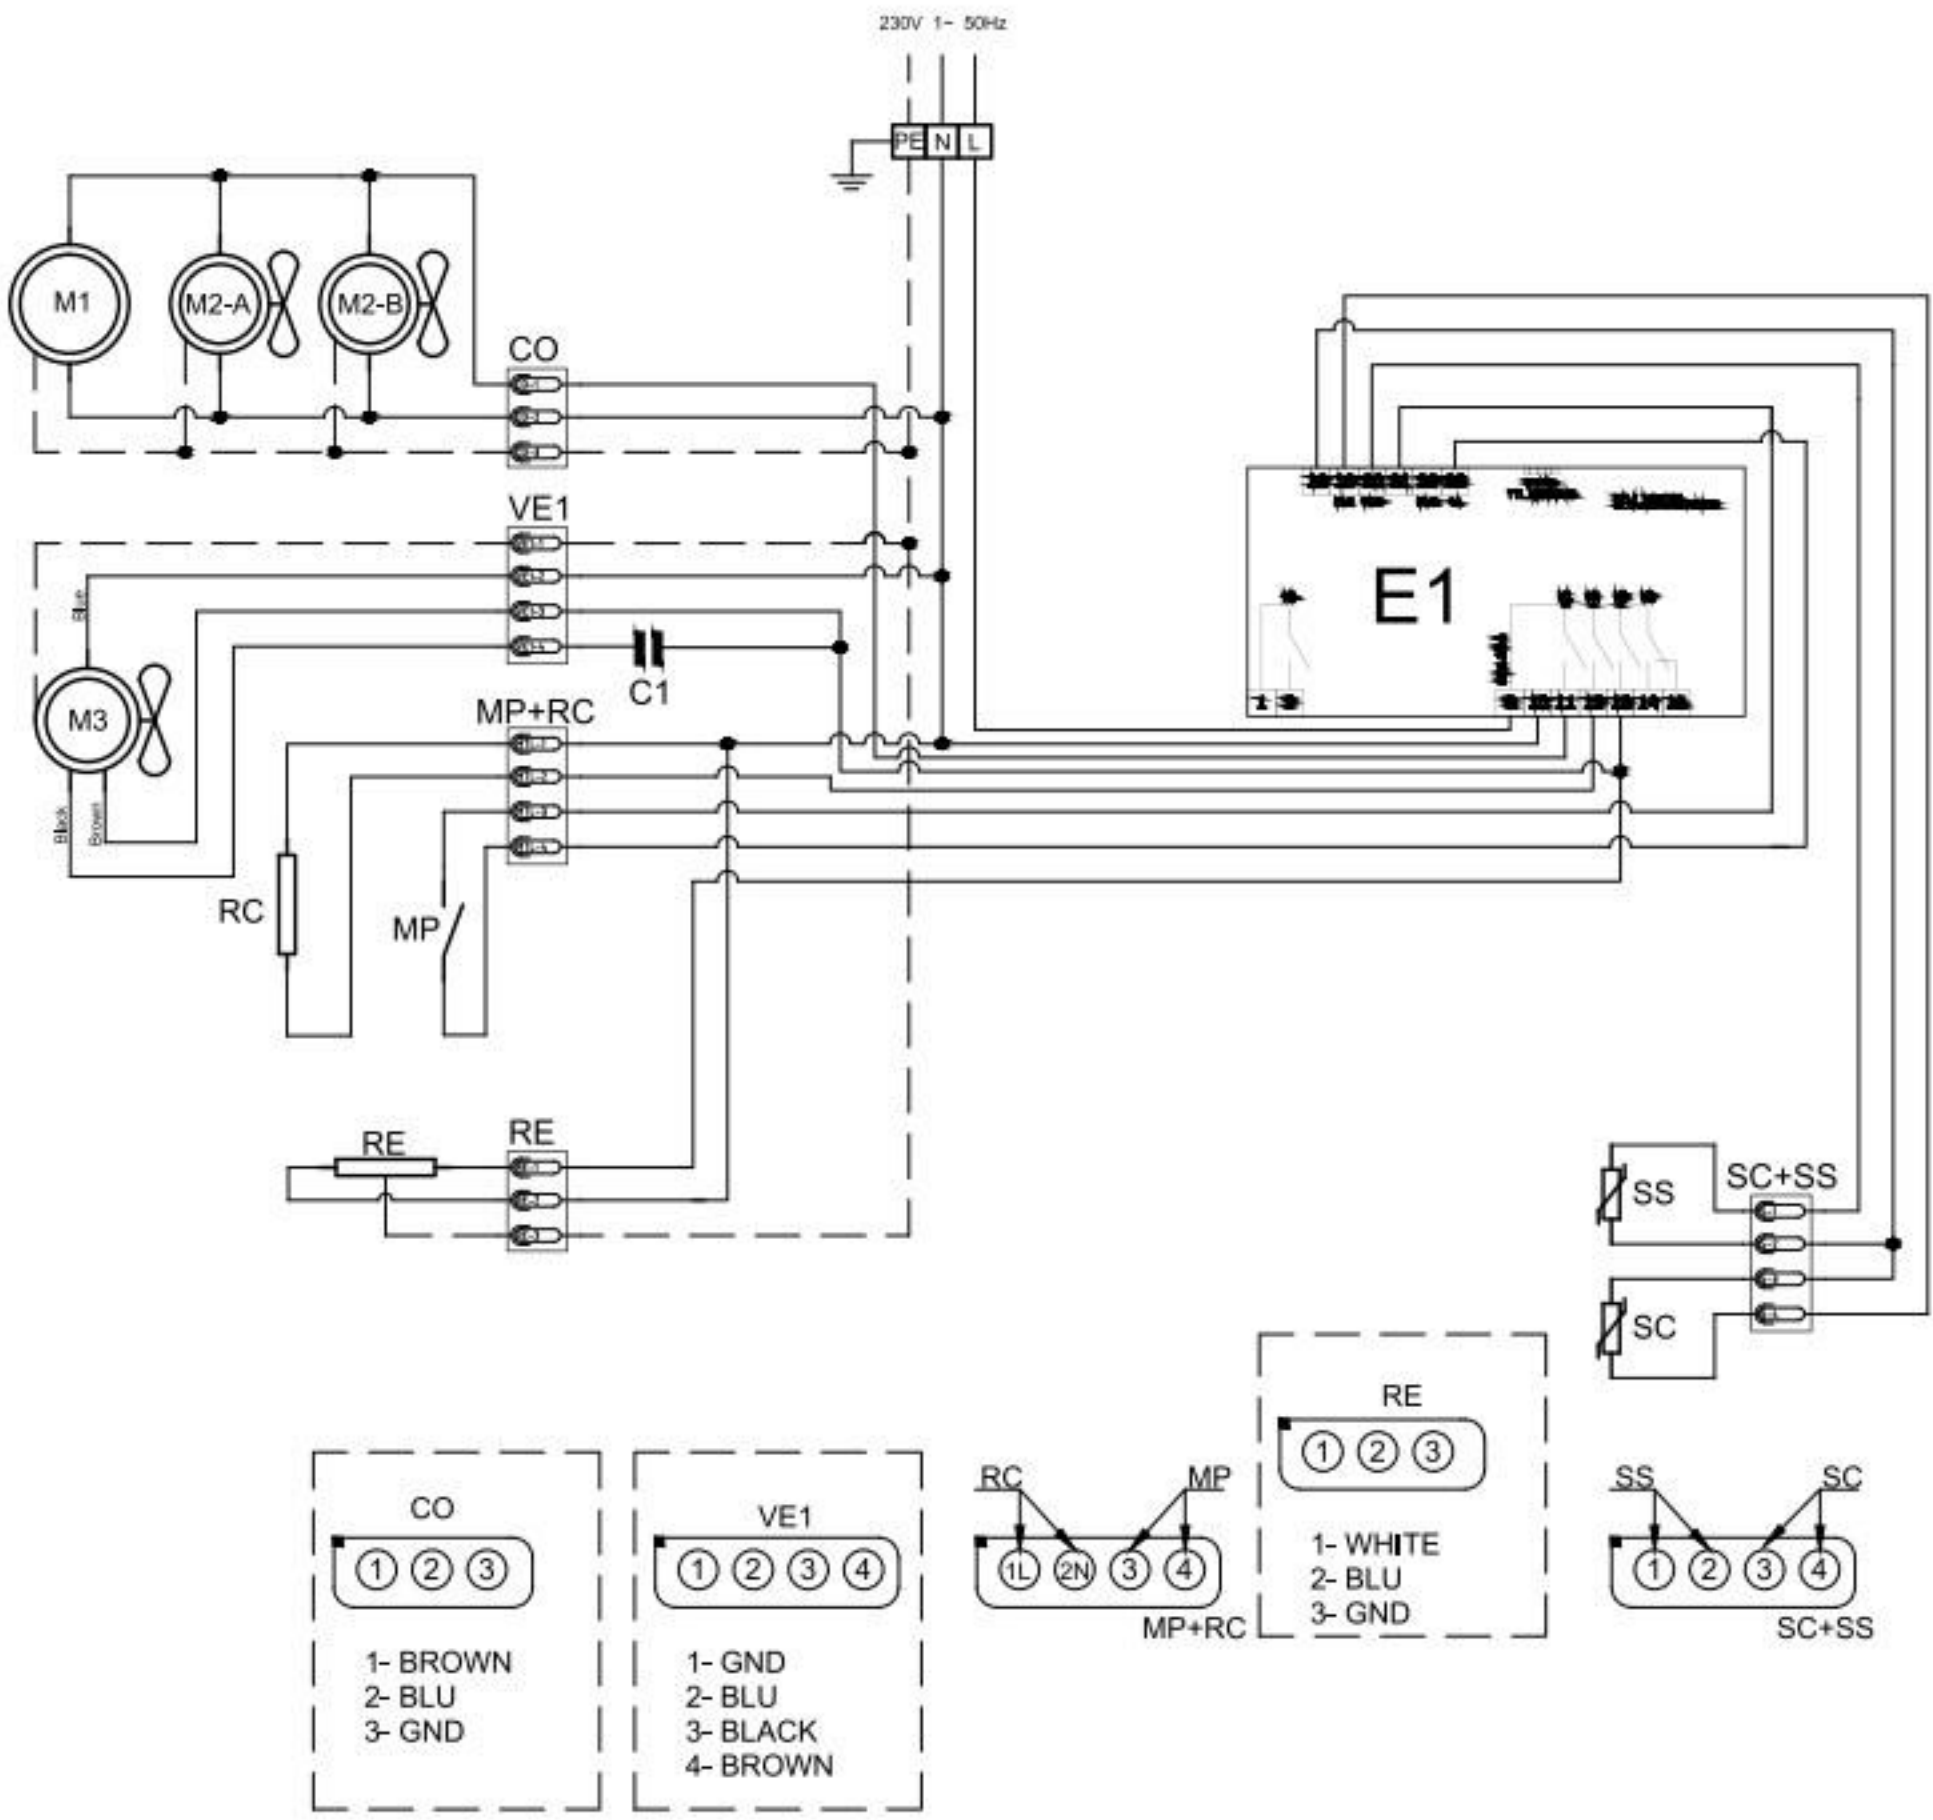 230V 1~ 50Hz
PE N L
M1
M2-A
M2-B
CO
VE1
Blue
E1
C1
MP+RC
M3
Black
Brown
RC
MP
RE
RE
SS
SC+SS
SC
RE
1 2 3
1- WHITE
2- BLU
3- GND
CO
1 2 3
1- BROWN
2- BLU
3- GND
VE1
1 2 3 4
1- GND
2- BLU
3- BLACK
4- BROWN
RC
MP
1L 2N 3 4
MP+RC
SS
SC
1 2 3 4
SC+SS